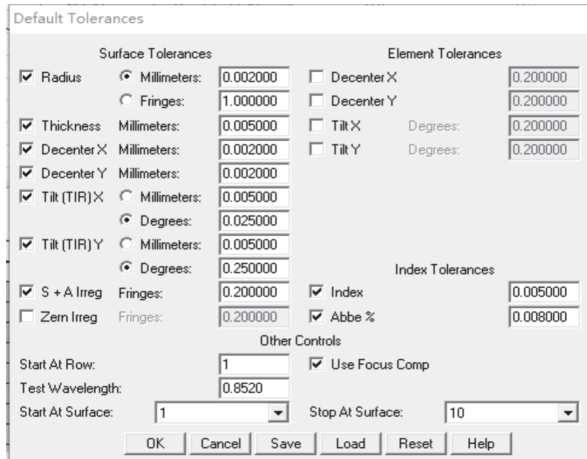 Default Tolerances
Surface Tolerances Element Tolerances
Radius Millimeters: 0.002000 Decenter X 0.200000
Fringes: 1.000000 Decenter Y 0.200000
Thickness Millimeters: 0.005000 Tilt X Degrees: 0.200000
Decenter X Millimeters: 0.002000 Tilt Y Degrees: 0.200000
Decenter Y Millimeters: 0.002000
Tilt (TIR) X Millimeters: 0.005000
Degrees: 0.025000
Tilt (TIR) Y Millimeters: 0.005000
Degrees: 0.250000 Index Tolerances
S + A Irreg Fringes: 0.200000 Index 0.005000
Zern Irreg Fringes: 0.200000 Abbe % 0.008000
Other Controls
Start At Row: 1 Use Focus Comp
Test Wavelength: 0.8520
Start At Surface: 1 Stop At Surface: 10
OK Cancel Save Load Reset Help